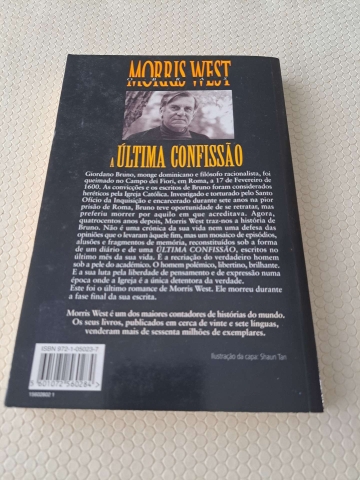 MORRIS WEST
A ÚLTIMA CONFISSÃO
Giordano Bruno, monge dominicano e filósofo racionalista, foi
queimado no Campo dei Fiori, em Roma, a 17 de Fevereiro de
1600. As convicções e os escritos de Bruno foram considerados
heréticos pela Igreja Católica. Investigado e torturado pelo Santo
Ofício da Inquisição e encarcerado durante sete anos na pior
prisão de Roma, Bruno teve oportunidade de se retratar, mas
preferiu morrer por aquilo em que acreditava. Agora,
quatrocentos anos depois, Morris West traz-nos a história de
Bruno. Não é uma crónica da sua vida nem uma defesa das
opiniões que o levaram àquele fim, mas um mosaico de episódios,
alusões e fragmentos de memória, reconstituídos sob a forma
de um diário e de uma ÚLTIMA CONFISSÃO, escritos no
último mês da sua vida. É a recriação do verdadeiro homem
sob a pele do académico. O homem polémico, libertino, brilhante.
E a sua luta pela liberdade de pensamento e de expressão numa
época onde a Igreja é a única detentora da verdade.
Este foi o último romance de Morris West. Ele morreu durante
a fase final da sua escrita.
Morris West é um dos maiores contadores de histórias do mundo.
Os seus livros, publicados em cerca de vinte e sete línguas,
venderam mais de sessenta milhões de exemplares.
Ilustração da capa: Shaun Tan
ISBN 972-1-05023-7
5601072560284